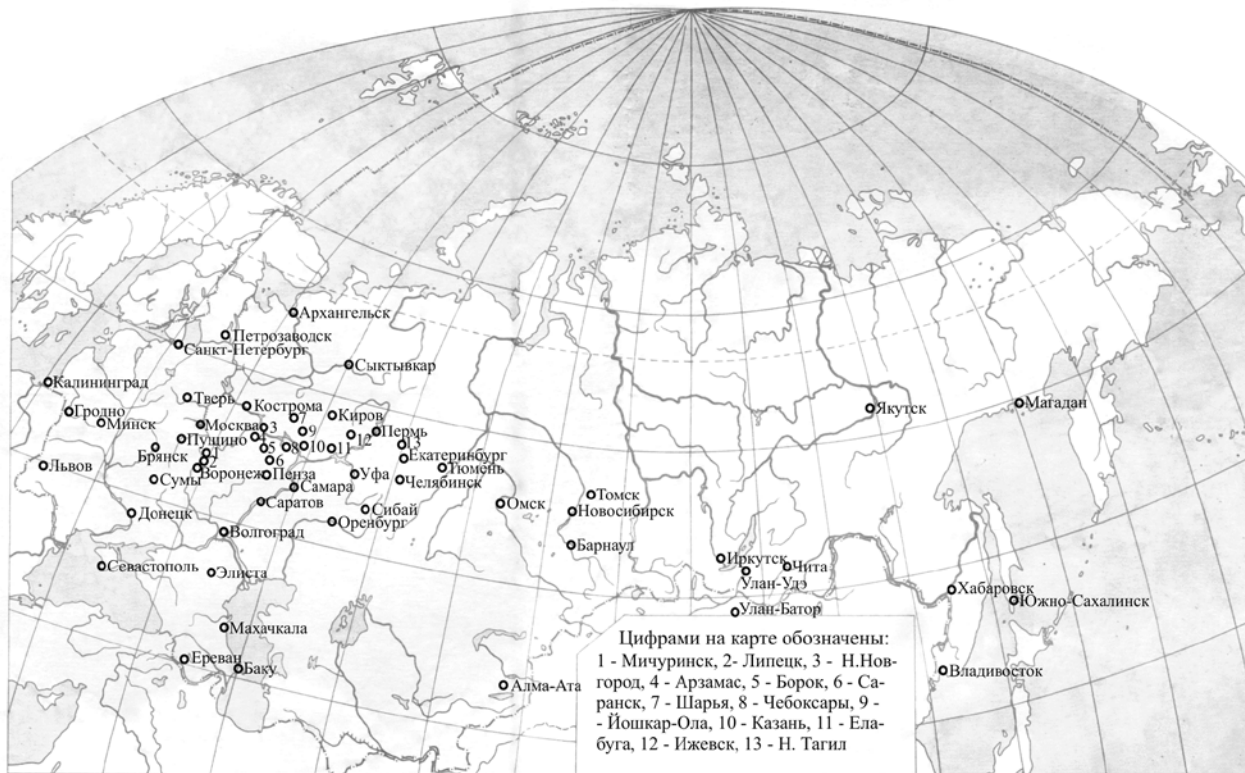 Архангельск
Петрозаводск
Санкт-Петербург
Сыктывкар
Калининград
Тверь
Кострома
Киров
Гродно
Минск
Москва
3
7
9
Пермь
Якутск
Магадан
Пущино
4
5
8
10
11
12
13
Брянск
1
2
6
Екатеринбург
Тюмень
Львов
Воронеж
Пенза
Уфа
Челябинск
Сумы
Самара
Саратов
Сибай
Омск
Томск
Новосибирск
Донецк
Оренбург
Волгоград
Барнаул
Севастополь
Элиста
Иркутск
Чита
Улан-Удэ
Хабаровск
Южно-Сахалинск
Улан-Батор
Махачкала
Ереван
Баку
Алма-Ата
Владивосток
Цифрами на карте обозначены:
1 - Мичуринск, 2- Липецк, 3 - Н.Нов-
город, 4 - Арзамас, 5 - Борок, 6 - Са-
ранск, 7 - Шарья, 8 - Чебоксары, 9 -
- Йошкар-Ола, 10 - Казань, 11 - Ела-
буга, 12 - Ижевск, 13 - Н. Тагил